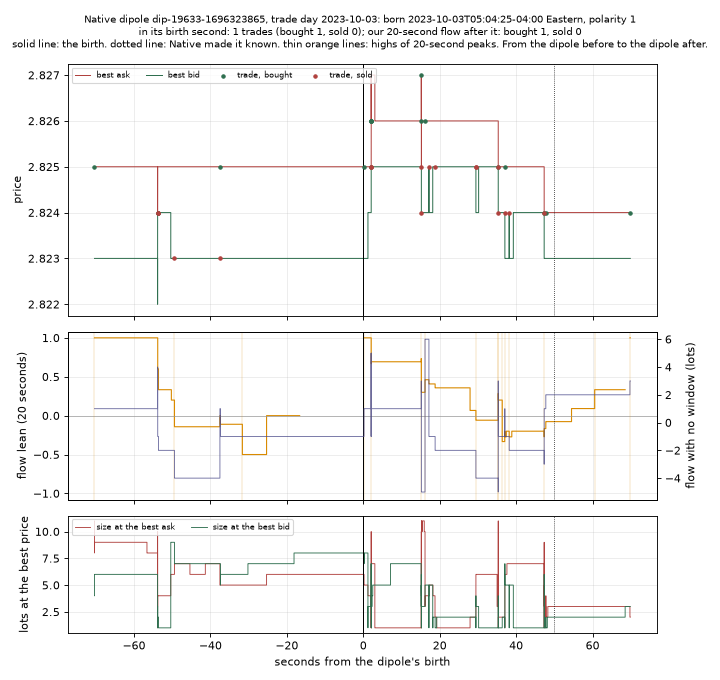 Native dipole dip-19633-1696323865, trade day 2023-10-03: born 2023-10-03T05:04:25-04:00 Eastern, polarity 1
in its birth second: 1 trades (bought 1, sold 0); our 20-second flow after it: bought 1, sold 0
solid line: the birth. dotted line: Native made it known. thin orange lines: highs of 20-second peaks. From the dipole before to the dipole after.
best ask
best bid
trade, bought
trade, sold
2.827
2.826
2.825
2.824
2.823
2.822
price
1.0
0.5
0.0
−0.5
−1.0
flow lean (20 seconds)
6
4
2
0
−2
−4
flow with no window (lots)
size at the best ask
size at the best bid
10.0
7.5
5.0
2.5
lots at the best price
−60
−40
−20
0
20
40
60
seconds from the dipole's birth